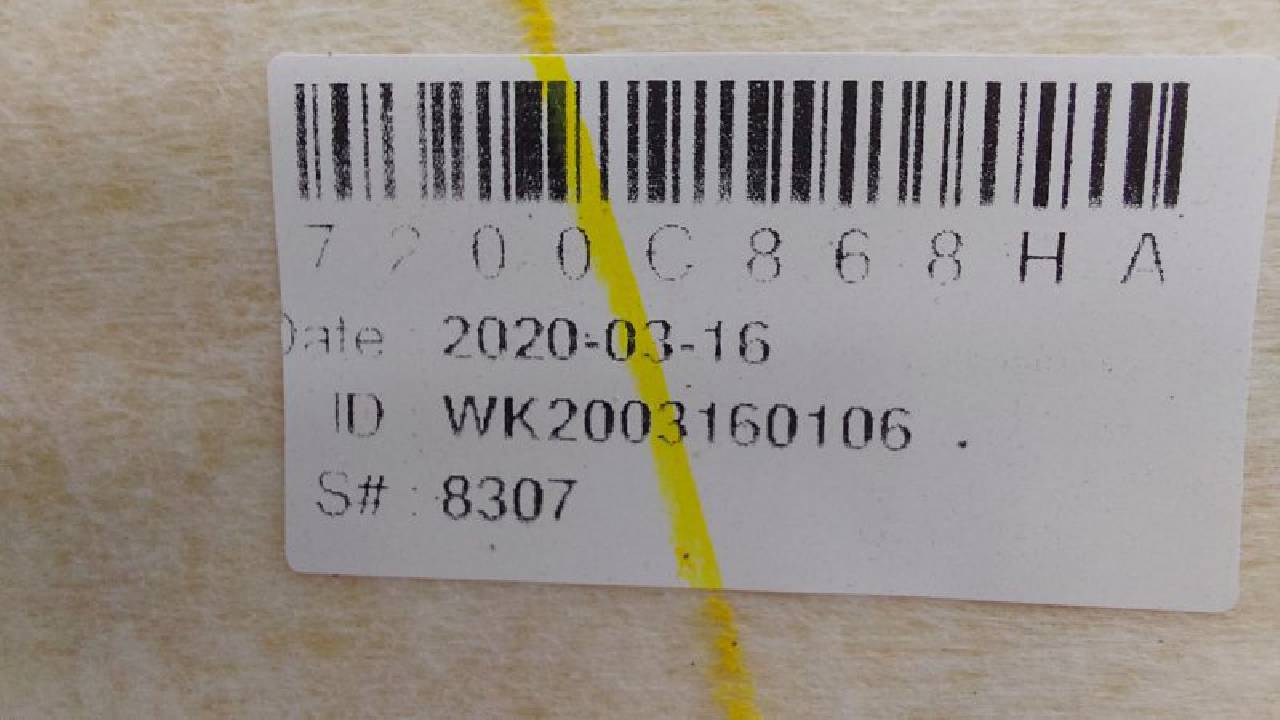 7200C868HA
Date : 2020-03-16
ID : WK2003160106 .
S# : 8307